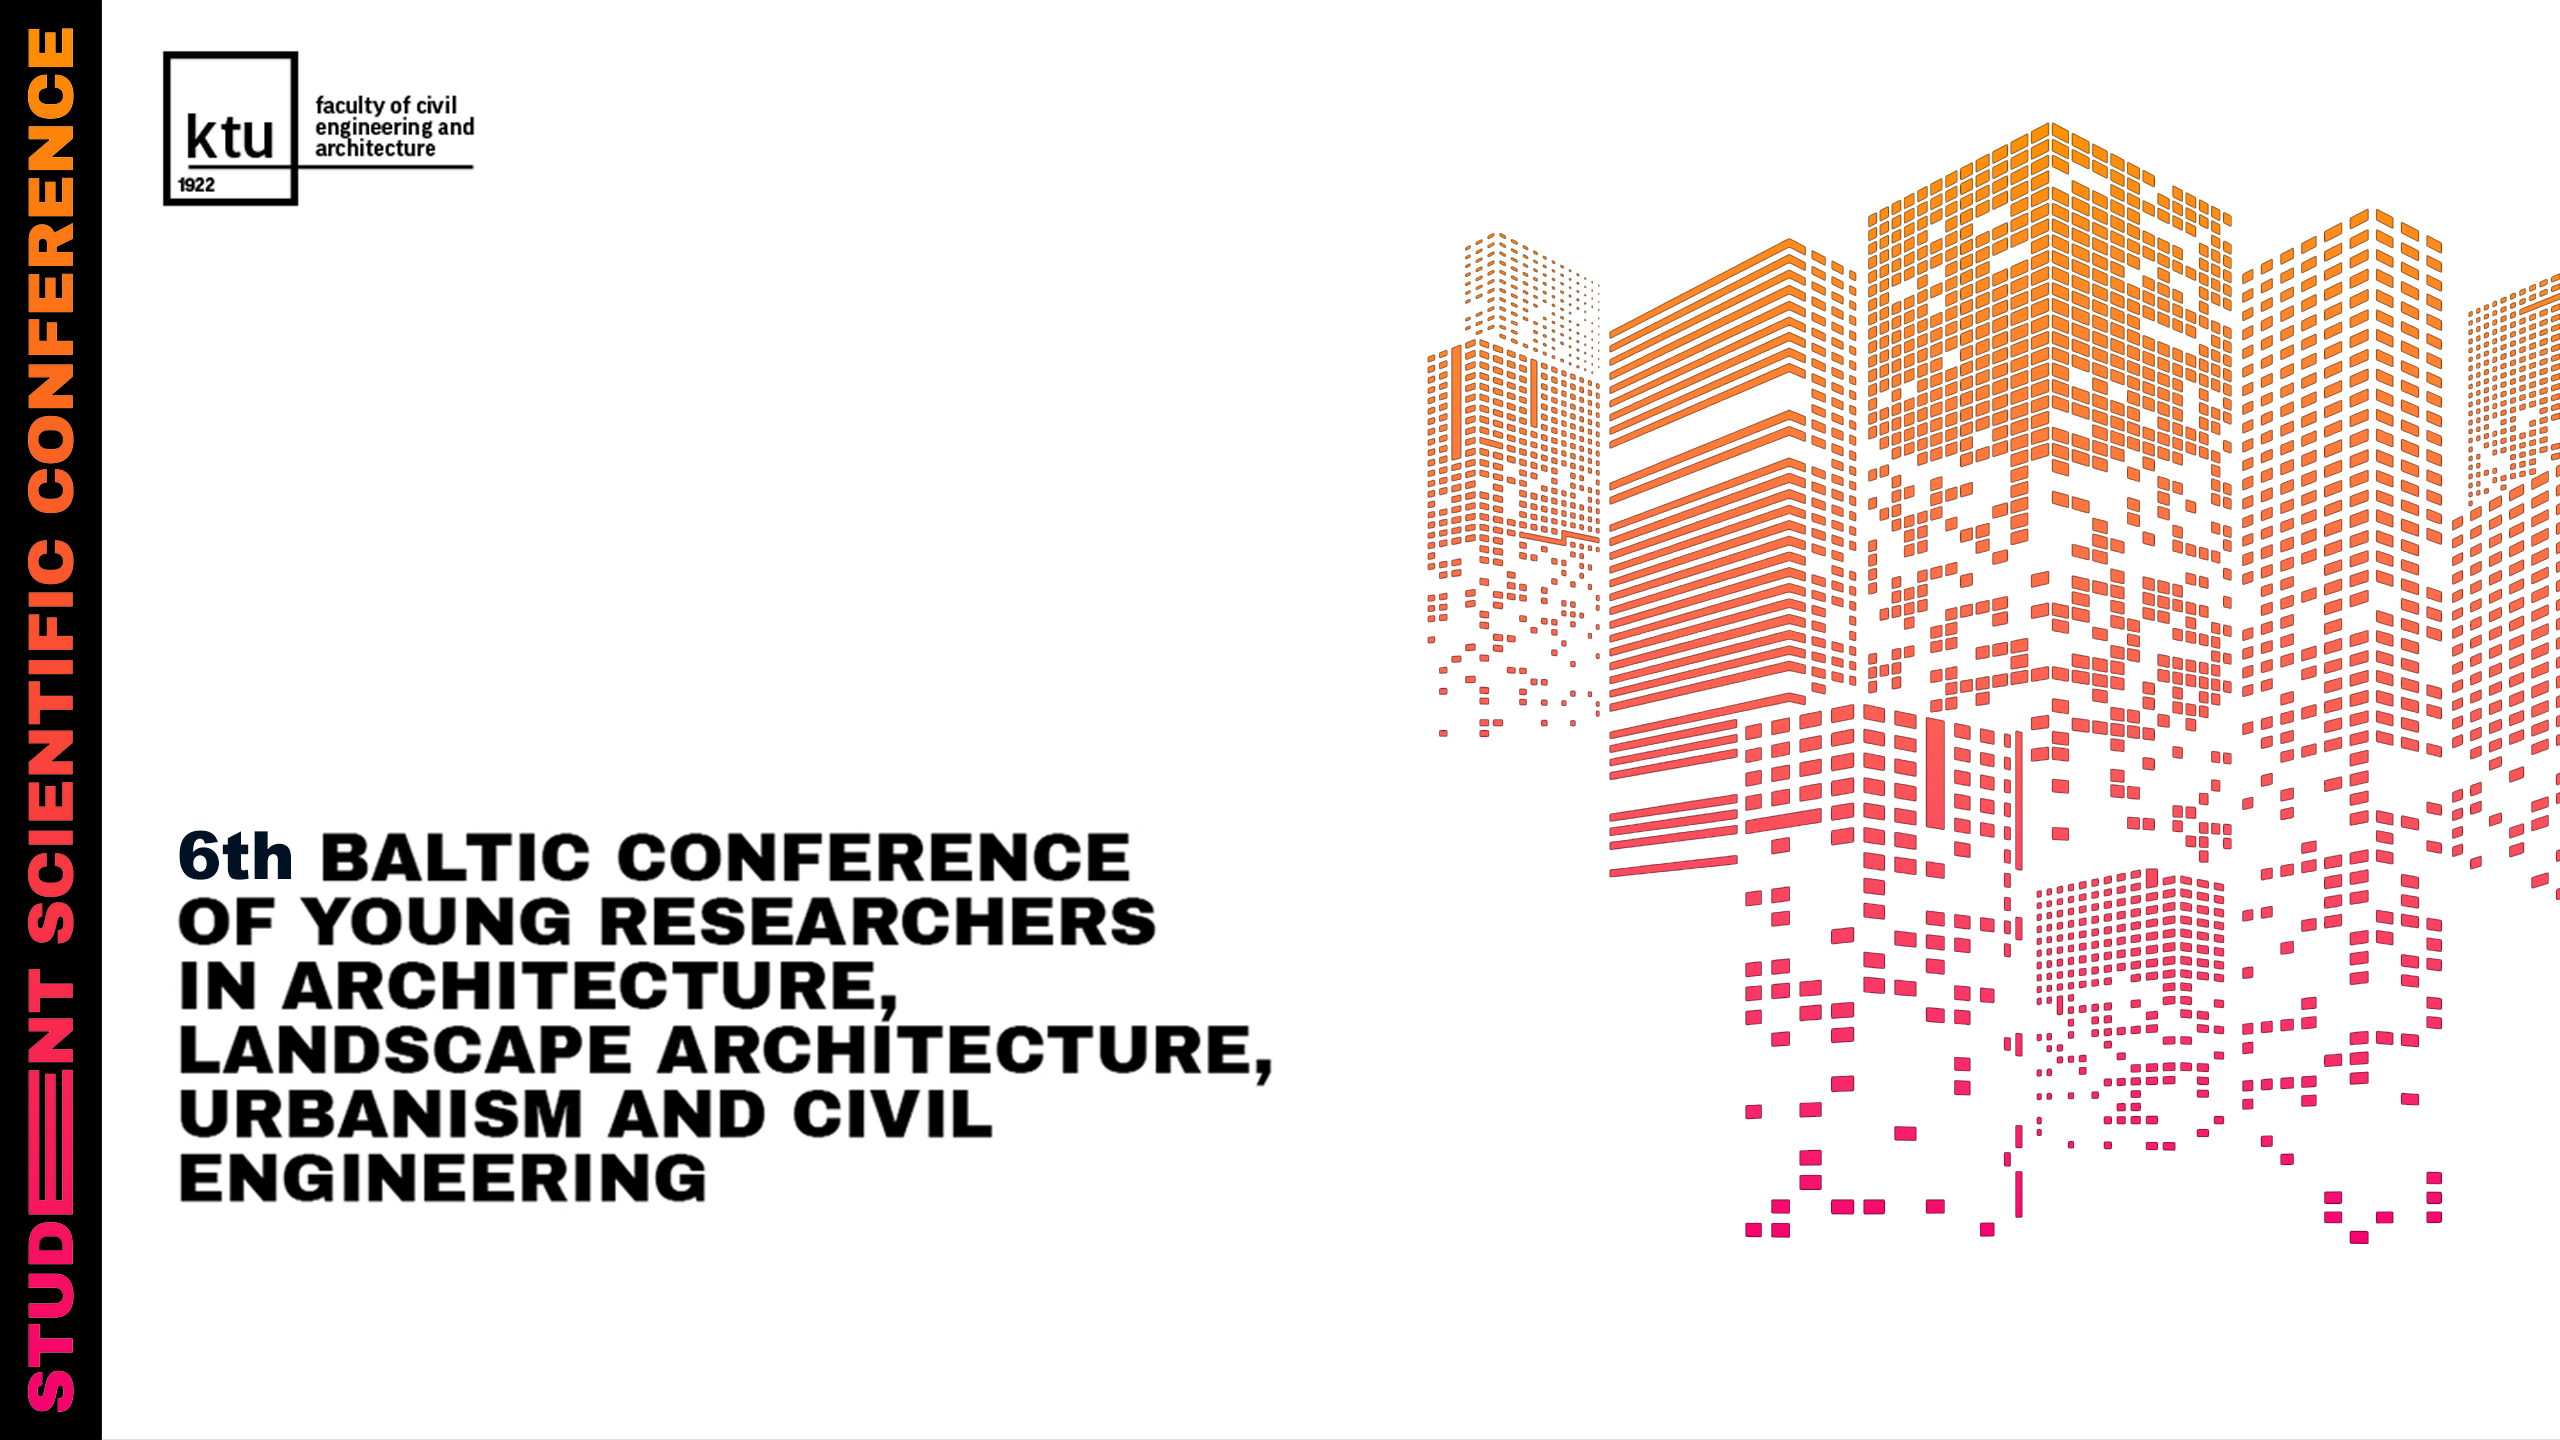 STUDENT SCIENTIFIC CONFERENCE
ktu
1922
faculty of civil
engineering and
architecture
6th BALTIC CONFERENCE
OF YOUNG RESEARCHERS
IN ARCHITECTURE,
LANDSCAPE ARCHITECTURE,
URBANISM AND CIVIL
ENGINEERING